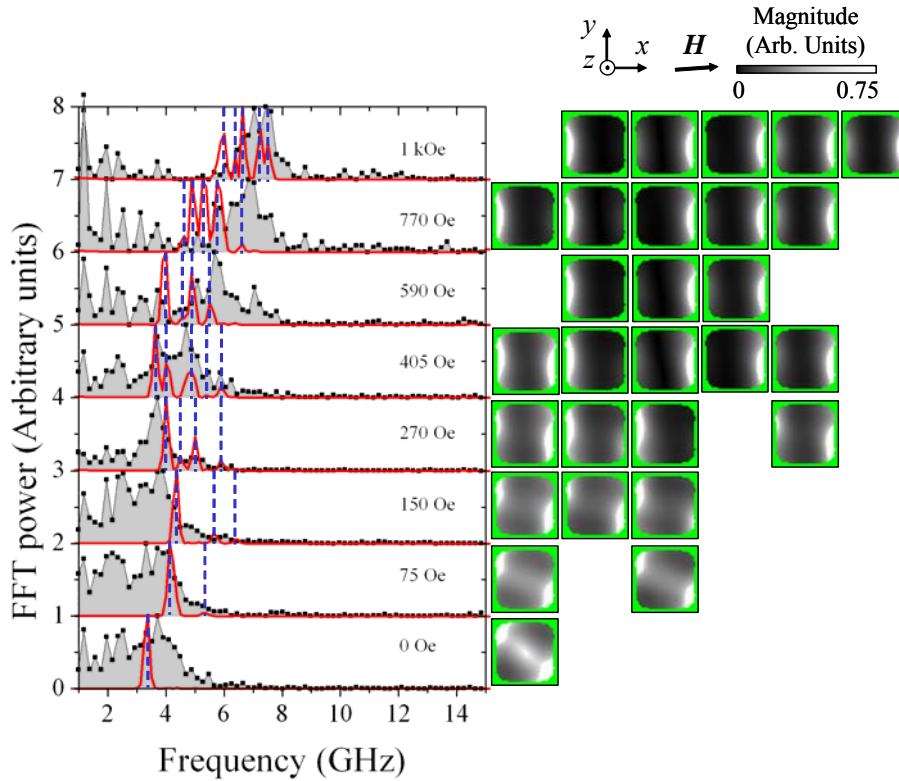 Magnitude
(Arb. Units)
y
z
x
H
0
0.75
FFT power (Arbitrary units)
8
7
6
5
4
3
2
1
0
1 kOe
770 Oe
590 Oe
405 Oe
270 Oe
150 Oe
75 Oe
0 Oe
2
4
6
8
10
12
14
Frequency (GHz)